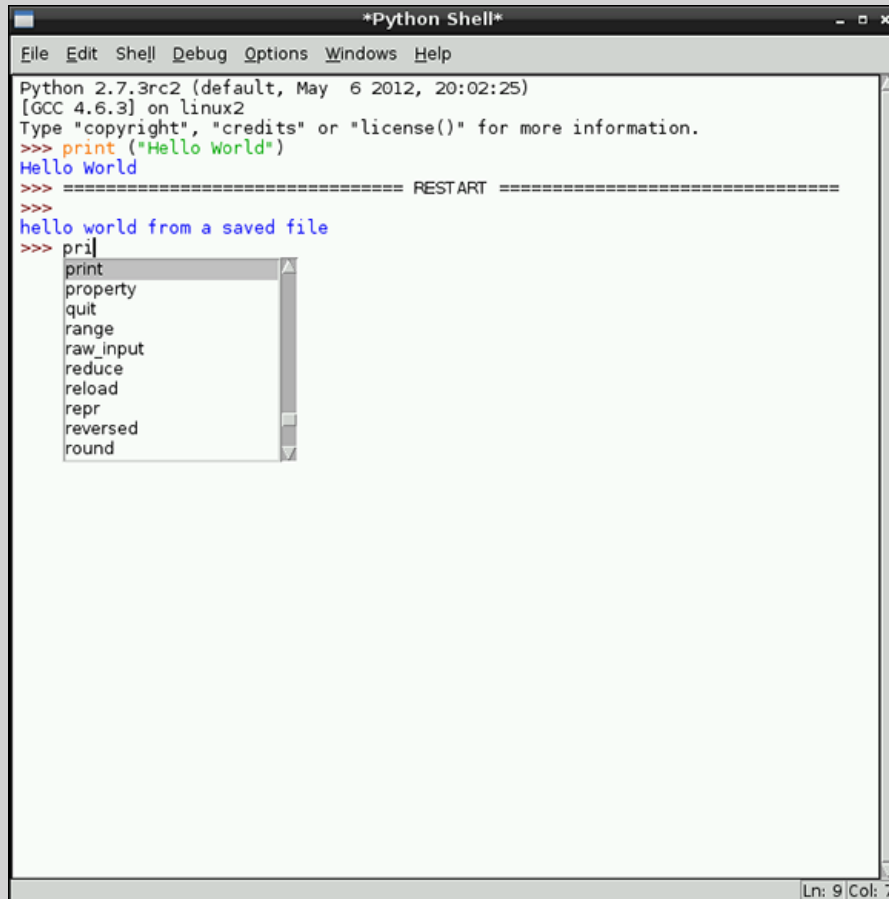 *Python Shell*
File Edit Shell Debug Options Windows Help
Python 2.7.3rc2 (default, May  6 2012, 20:02:25)
[GCC 4.6.3] on linux2
Type "copyright", "credits" or "license()" for more information.
>>> print ("Hello World")
Hello World
>>> ================================ RESTART ================================
>>>
hello world from a saved file
>>> pri
print
property
quit
range
raw_input
reduce
reload
repr
reversed
round
Ln: 9 Col: 7